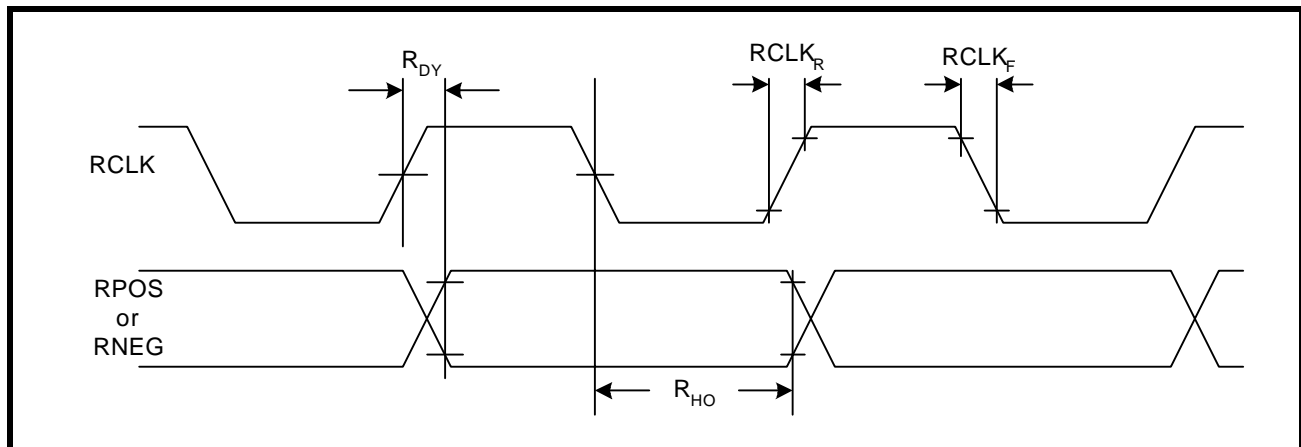 R_DY
RCLK_R
RCLK_F
RCLK
RPOS
or
RNEG
R_HO